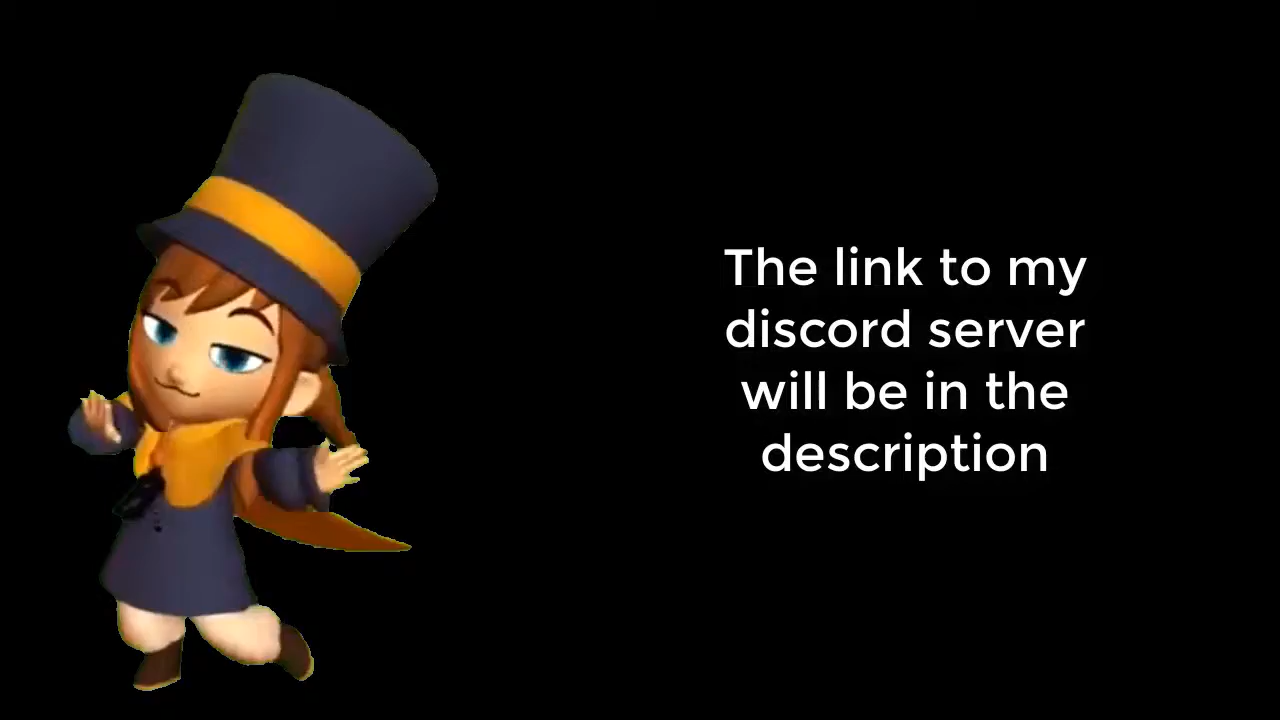 The link to my
discord server
will be in the
description